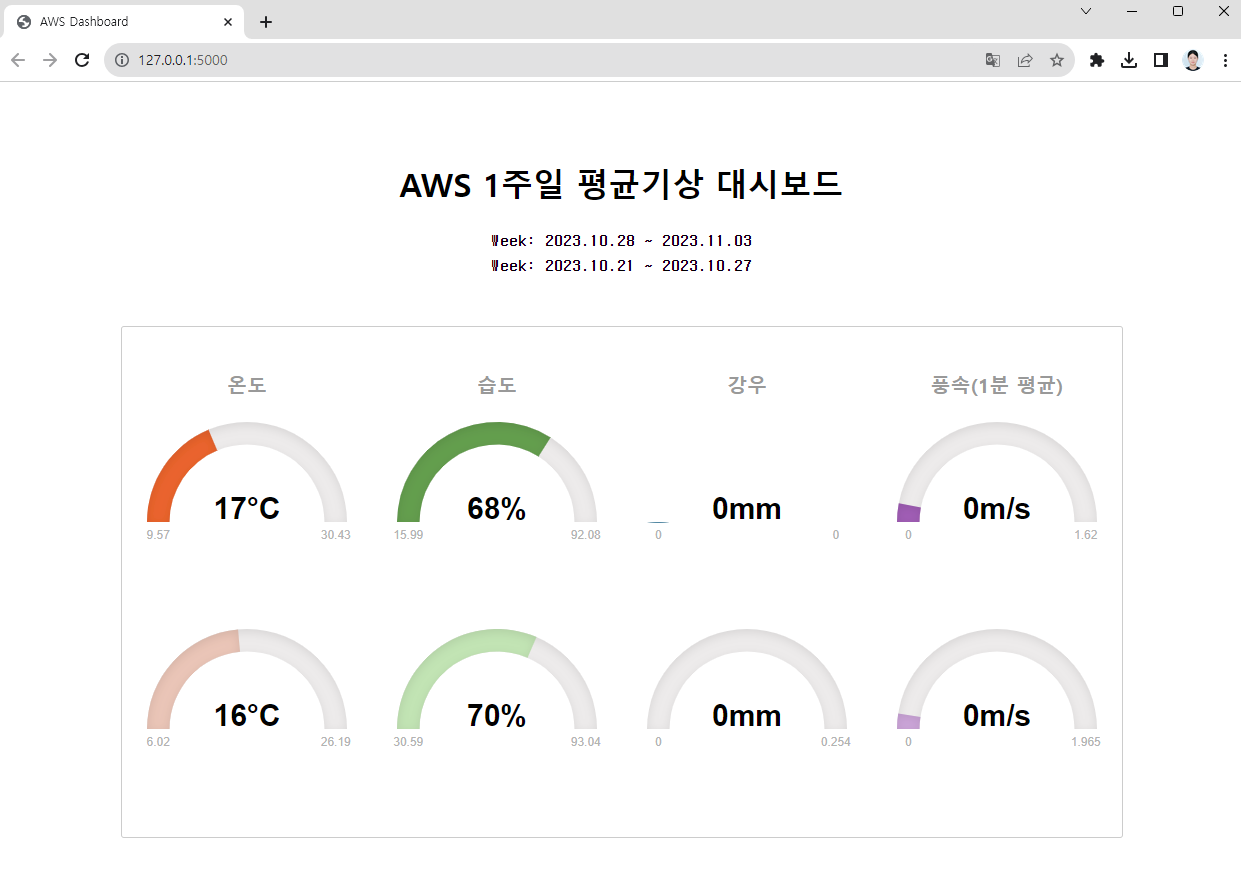 AWS Dashboard
127.0.0.1:5000
AWS 1주일 평균기상 대시보드
Week: 2023.10.28 ~ 2023.11.03
Week: 2023.10.21 ~ 2023.10.27
온도 습도 강우 풍속(1분 평균)
17°C 68% 0mm 0m/s
9.57 30.43 15.99 92.08 0 0 0 1.62
16°C 70% 0mm 0m/s
6.02 26.19 30.59 93.04 0 0.254 0 1.965